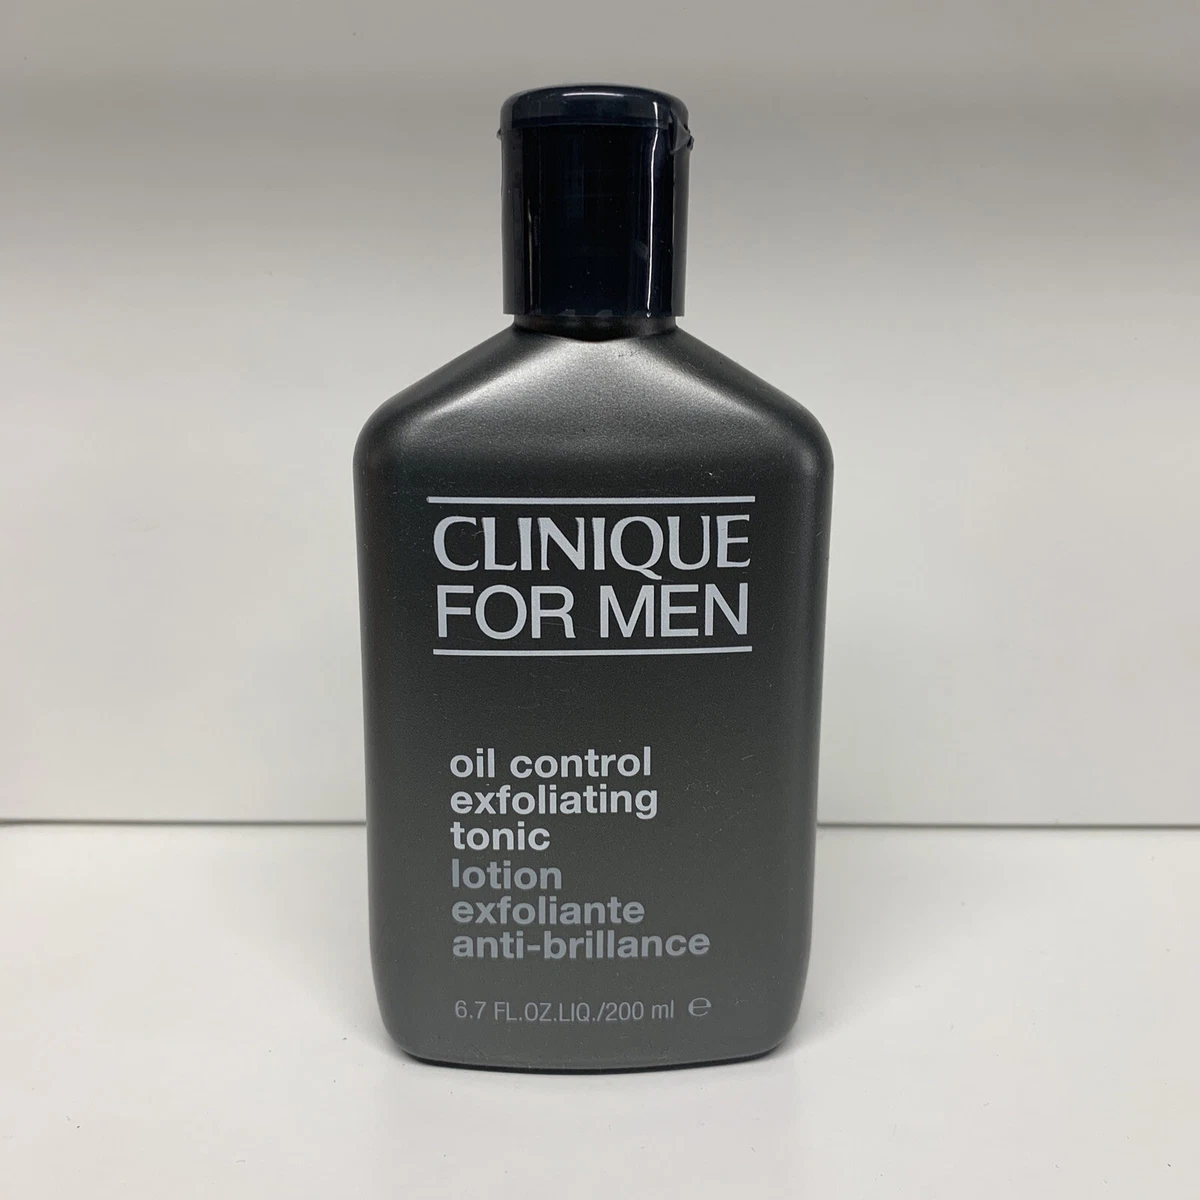 CLINIQUE
FOR MEN
oil control
exfoliating
tonic
lotion
exfoliante
anti-brillance
6.7 FL.OZ.LIQ./200 ml ℮